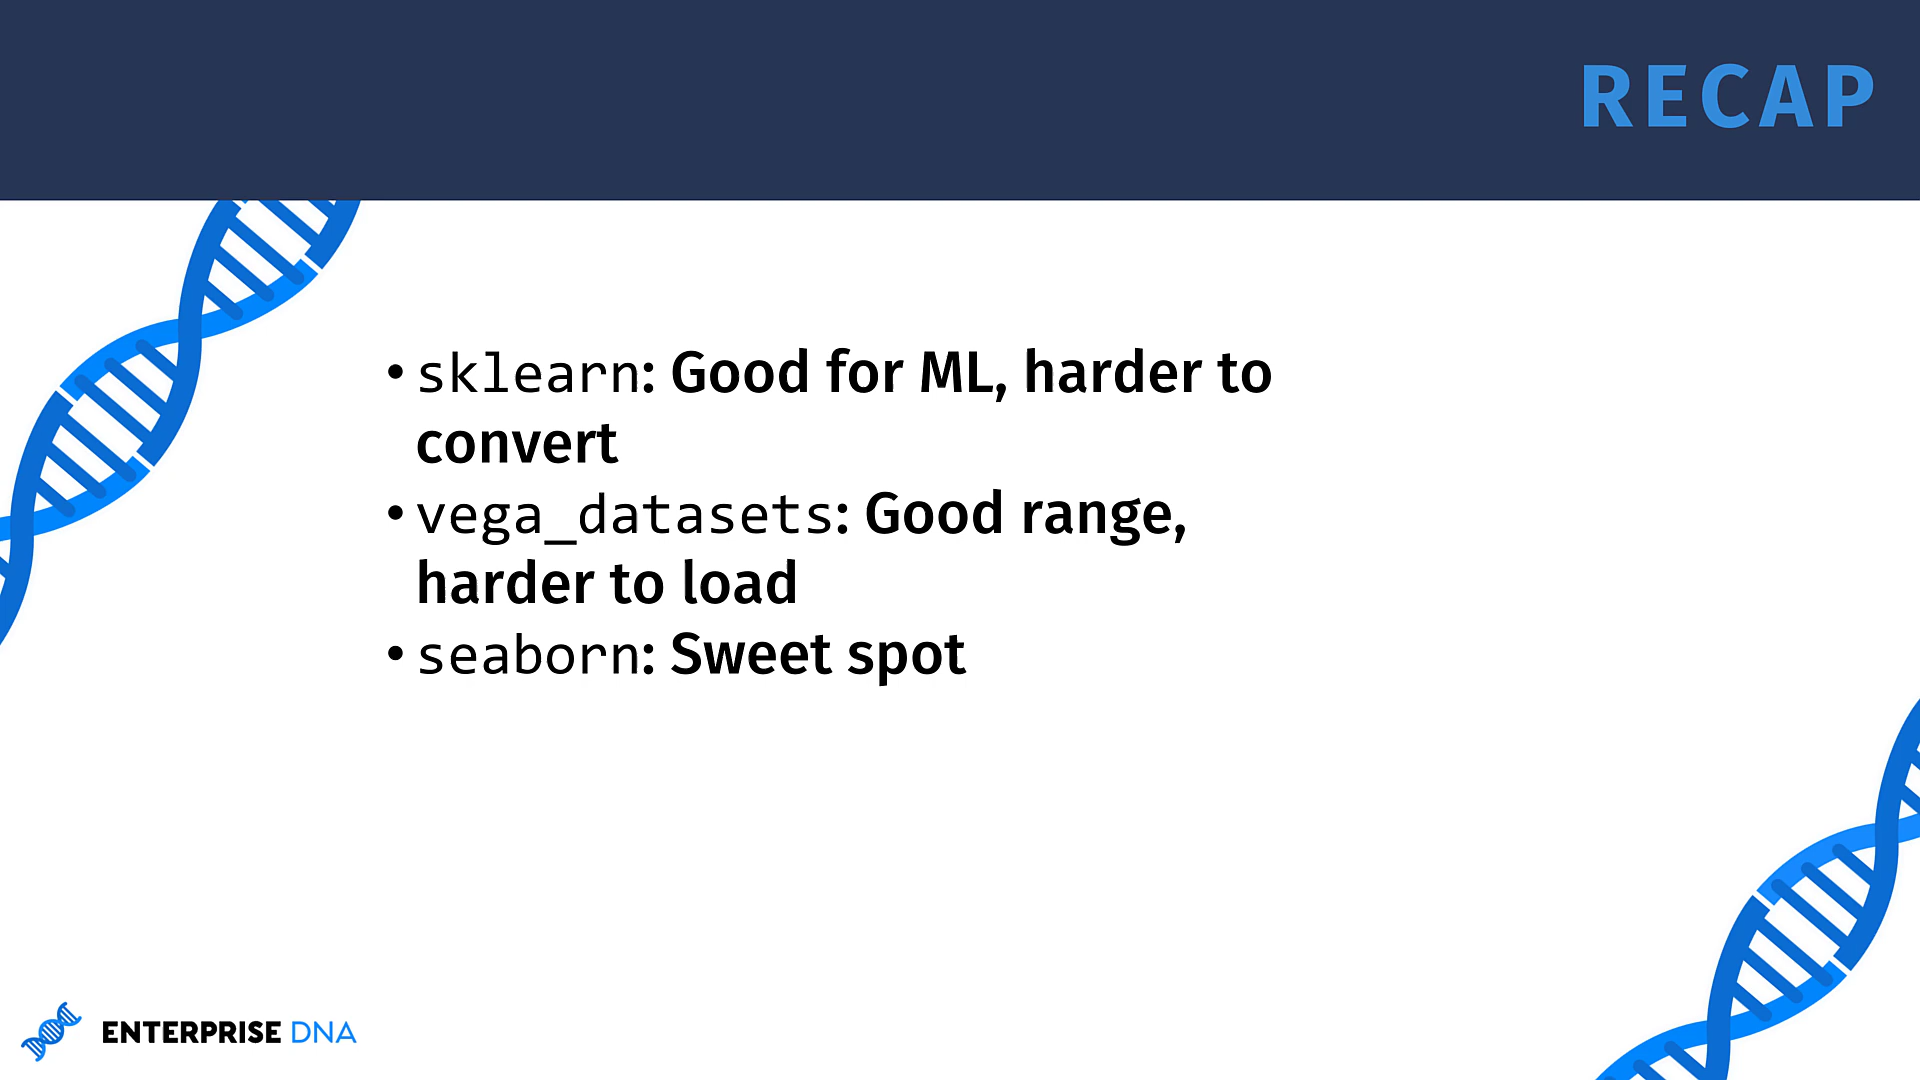 RECAP
• sklearn: Good for ML, harder to
convert
• vega_datasets: Good range,
harder to load
• seaborn: Sweet spot
ENTERPRISE DNA